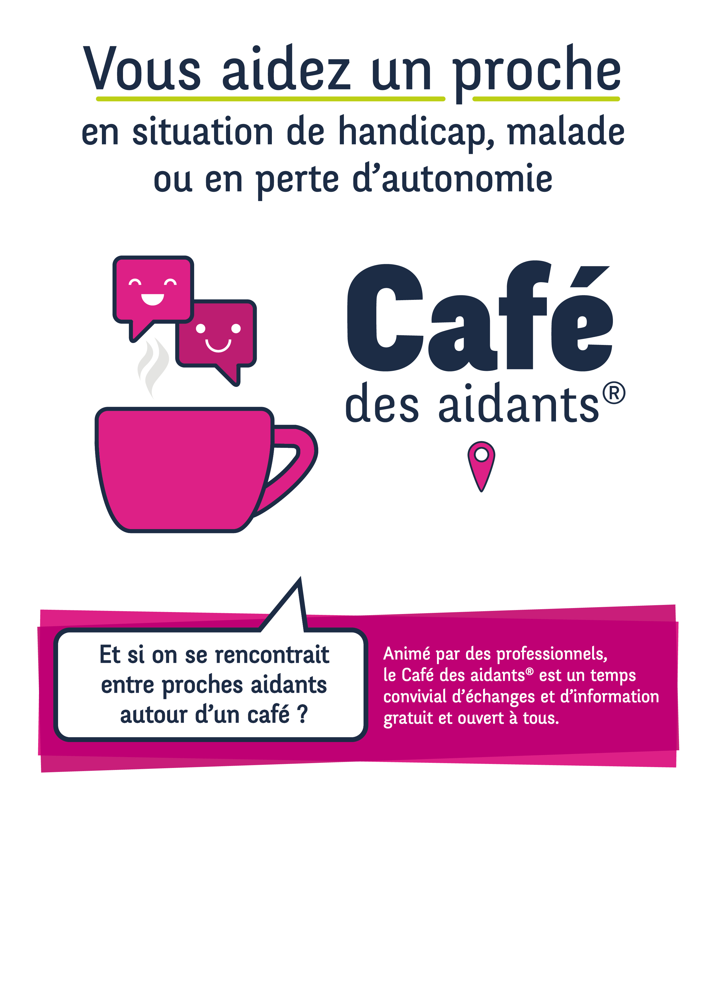 Vous aidez un proche
en situation de handicap, malade
ou en perte d’autonomie
Café
des aidants®
Et si on se rencontrait
entre proches aidants
autour d’un café ?
Animé par des professionnels,
le Café des aidants® est un temps
convivial d’échanges et d’information
gratuit et ouvert à tous.